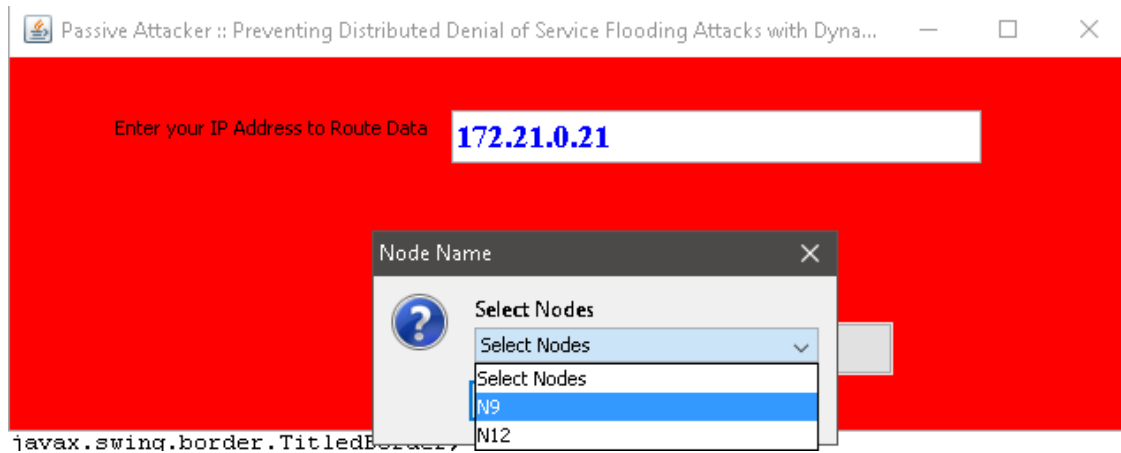 Passive Attacker :: Preventing Distributed Denial of Service Flooding Attacks with Dyna...
Enter your IP Address to Route Data
172.21.0.21
Node Name
Select Nodes
Select Nodes
Select Nodes
N9
N12
javax.swing.border.TitledBorder;